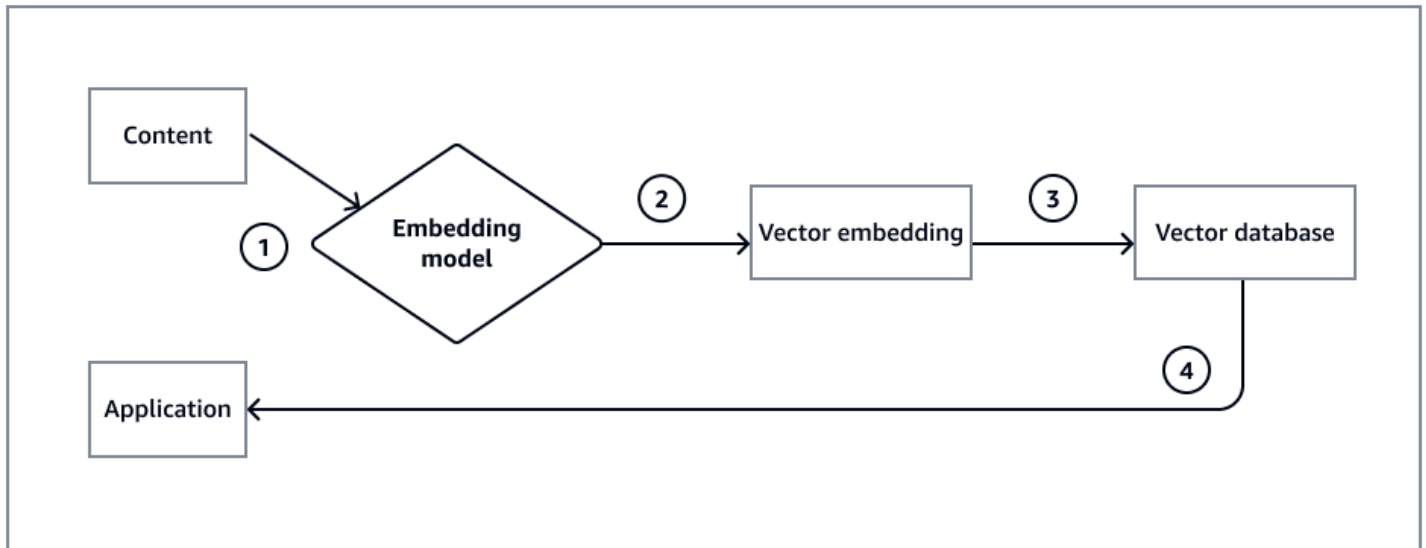 Content
1
Embedding
model
2
Vector embedding
3
Vector database
4
Application